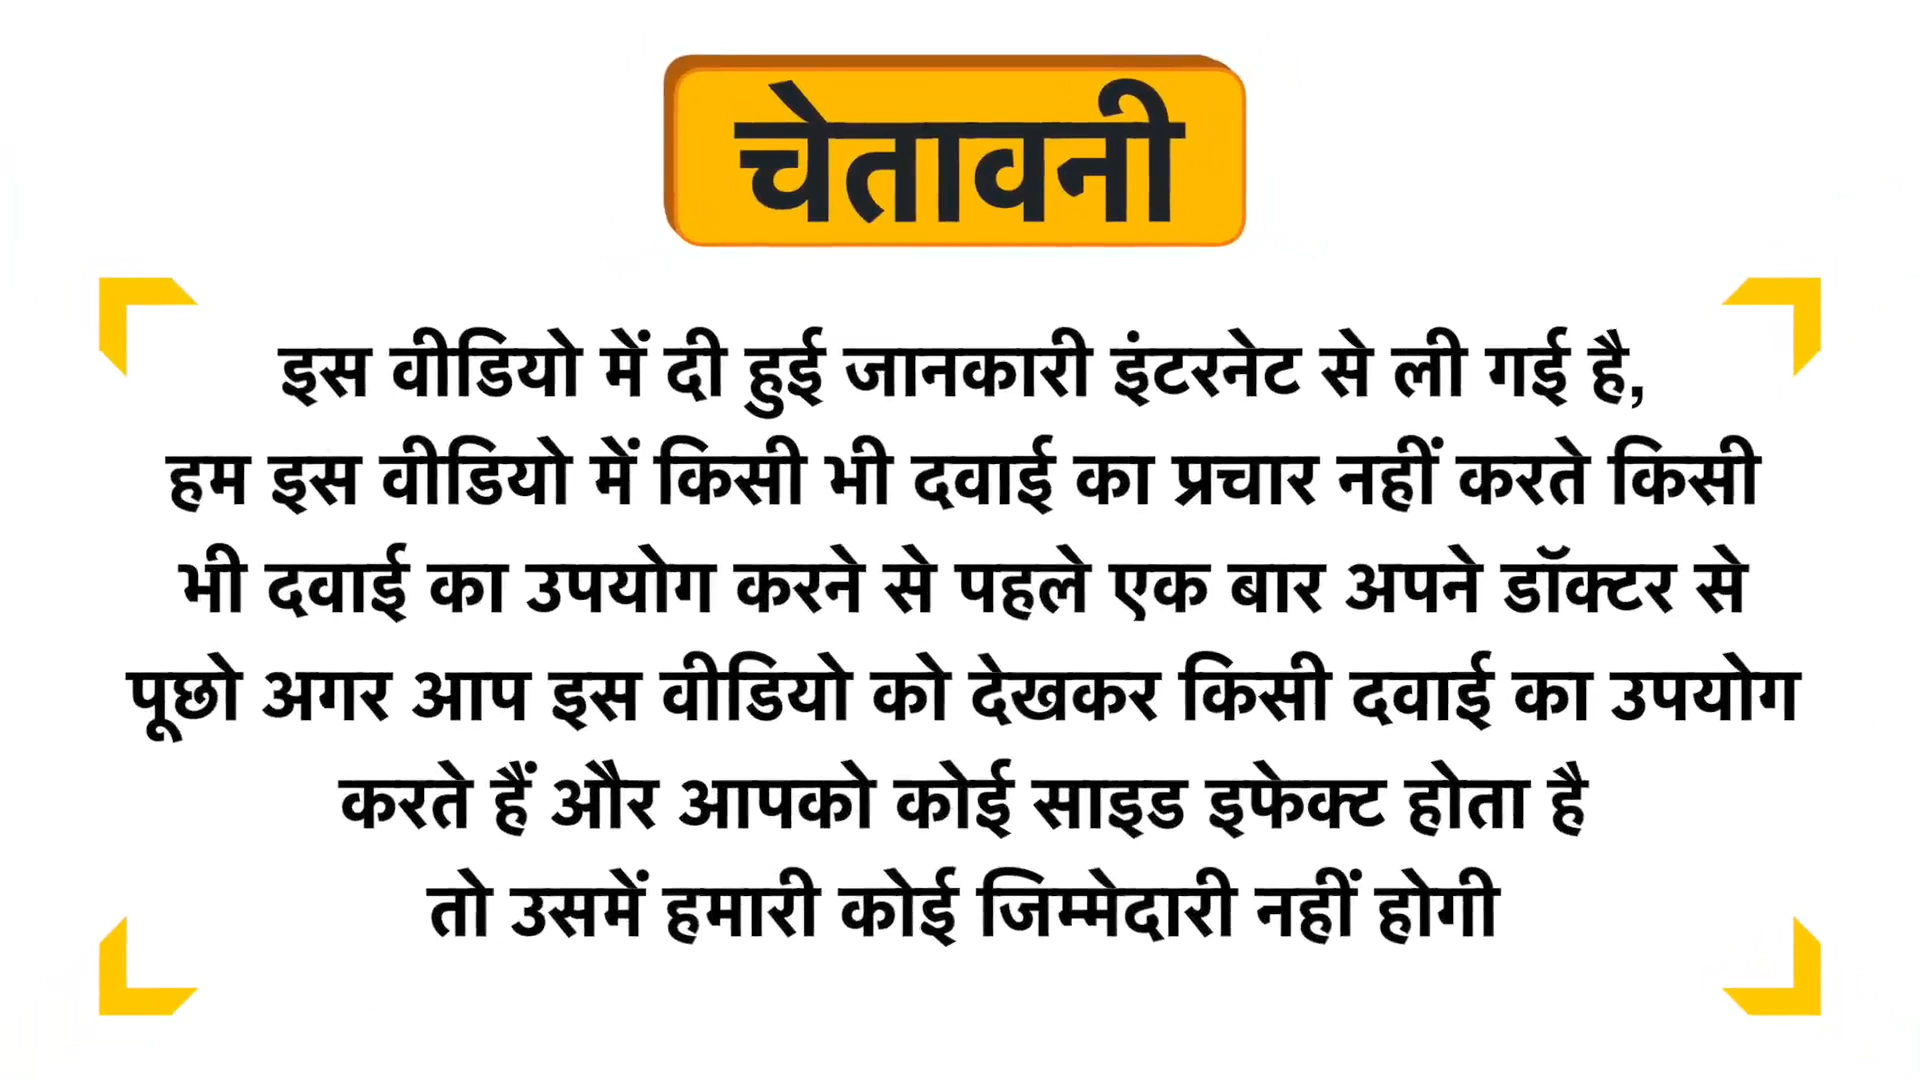 चेतावनी
इस वीडियो में दी हुई जानकारी इंटरनेट से ली गई है,
हम इस वीडियो में किसी भी दवाई का प्रचार नहीं करते किसी
भी दवाई का उपयोग करने से पहले एक बार अपने डॉक्टर से
पूछो अगर आप इस वीडियो को देखकर किसी दवाई का उपयोग
करते हैं और आपको कोई साइड इफेक्ट होता है
तो उसमें हमारी कोई जिम्मेदारी नहीं होगी